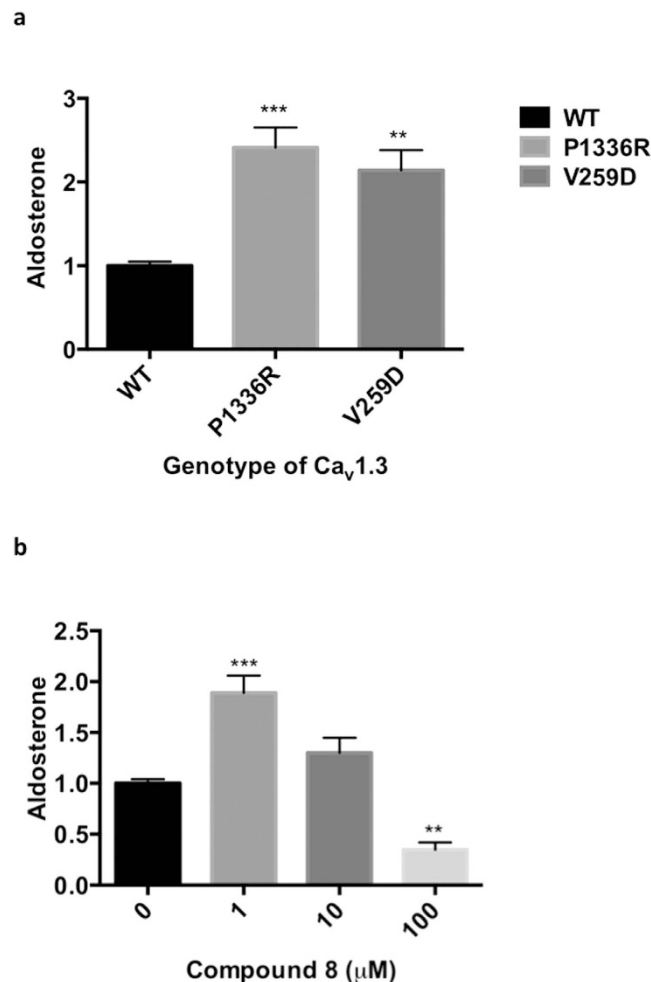 a
3
2
1
0
Aldosterone
***
**
WT
P1336R
V259D
WT
P1336R
V259D
Genotype of Cav1.3
b
2.5
2.0
1.5
1.0
0.5
0.0
Aldosterone
***
**
0
1
10
100
Compound 8 (μM)